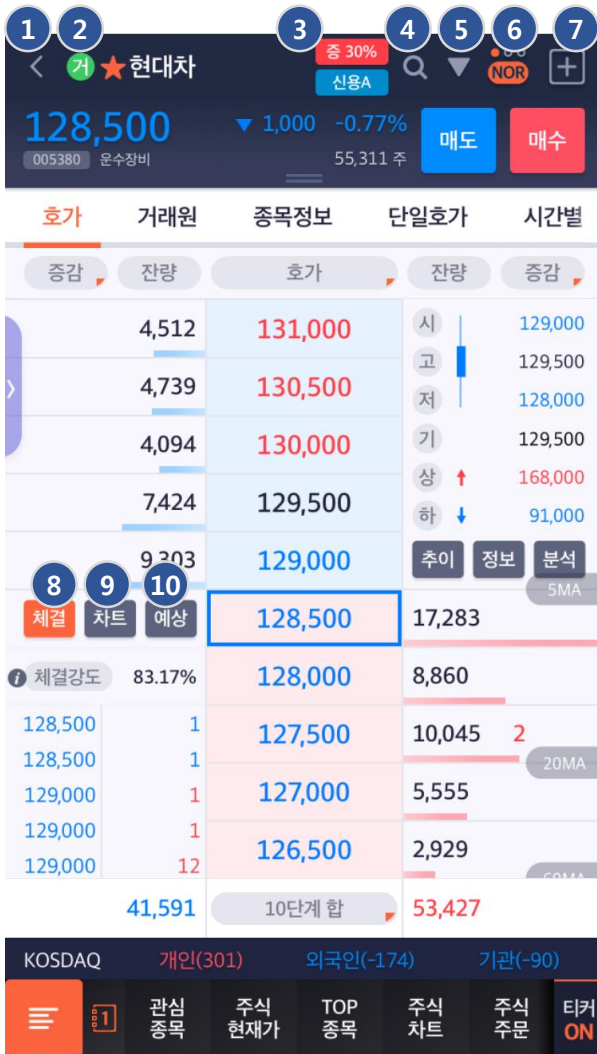 1 2 3 4 5 6 7
거 현대차 증 30% 신용A NOR
128,500 ▼ 1,000 -0.77% 매도 매수
005380 운수장비 55,311 주
호가 거래원 종목정보 단일호가 시간별
증감 잔량 호가 잔량 증감
4,512 131,000 시 129,000
고 129,500
4,739 130,500 저 128,000
4,094 130,000 기 129,500
상 168,000
7,424 129,500 하 91,000
9,303 129,000 추이 정보 분석
8 9 10 5MA
체결 차트 예상 128,500 17,283
체결강도 83.17% 128,000 8,860
128,500 1 127,500 10,045 2
128,500 1 20MA
129,000 1 127,000 5,555
129,000 1 126,500 2,929
129,000 12
41,591 10단계 합 53,427
KOSDAQ 개인(301) 외국인(-174) 기관(-90)
1 관심 주식 TOP 주식 주식 티커
종목 현재가 종목 차트 주문 ON